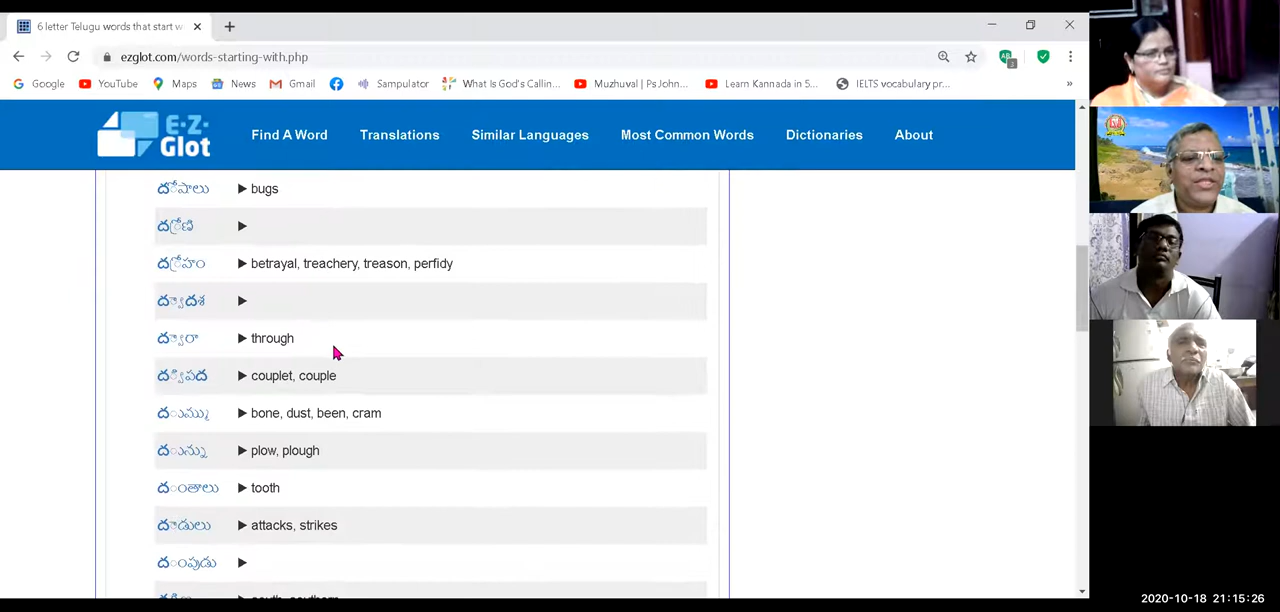 6 letter Telugu words that start w
ezglot.com/words-starting-with.php
Google YouTube Maps News Gmail Sampulator What Is God's Callin... Muzhuval | Ps John... Learn Kannada in 5... IELTS vocabulary pr... »
E-Z-Glot
Find A Word Translations Similar Languages Most Common Words Dictionaries About
దోషాలు ▶ bugs
ద్రోణి ▶
ద్రోహం ▶ betrayal, treachery, treason, perfidy
ద్వాదశ ▶
ద్వారా ▶ through
ద్విపద ▶ couplet, couple
దుమ్ము ▶ bone, dust, been, cram
దున్ను ▶ plow, plough
దంతాలు ▶ tooth
దాడులు ▶ attacks, strikes
దంపుడు ▶
2020-10-18 21:15:26